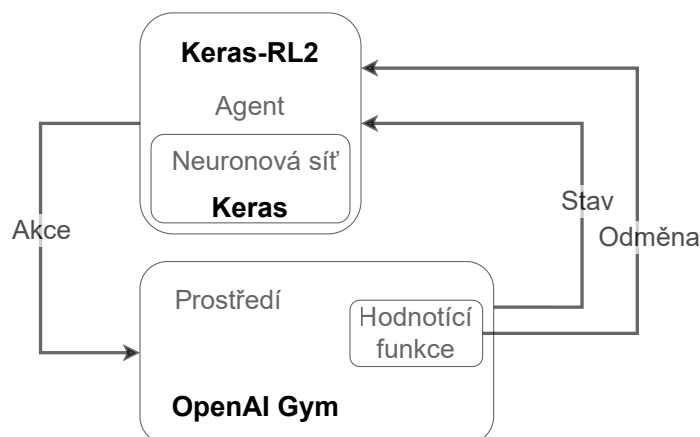 Keras-RL2
Agent
Neuronová síť
Keras
Akce
Stav
Odměna
Prostředí
Hodnotící
funkce
OpenAI Gym